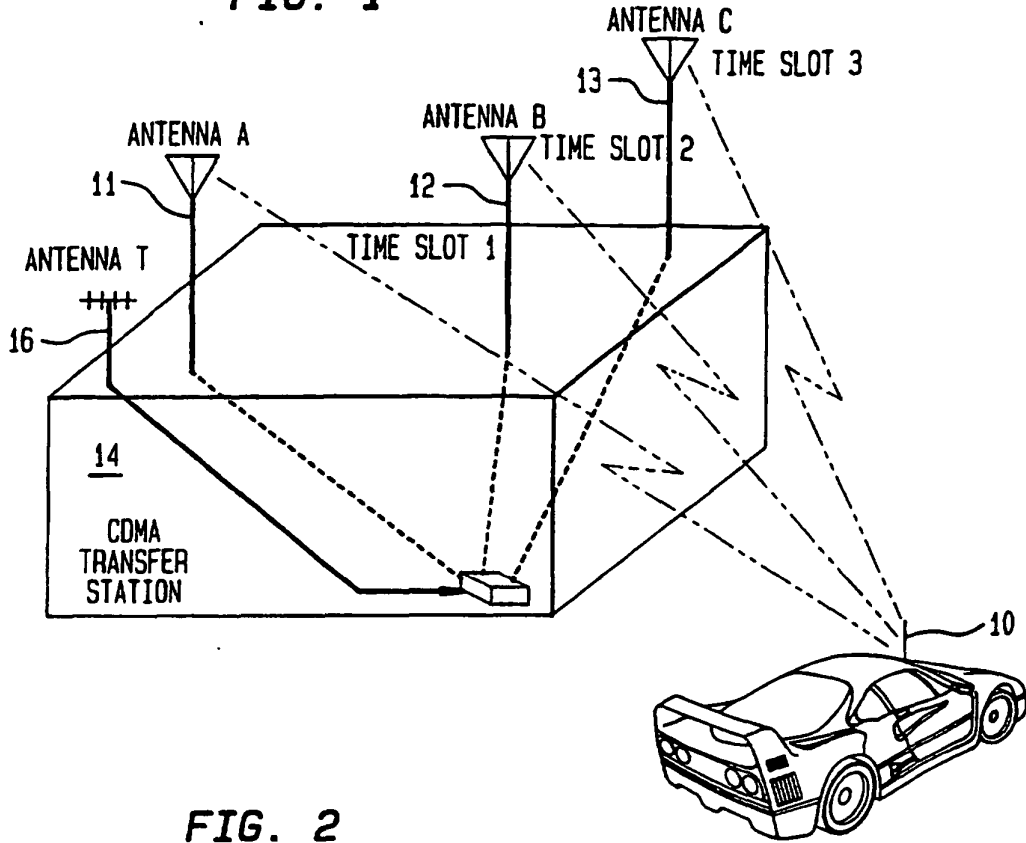 FIG. 1
ANTENNA C
TIME SLOT 3
13
ANTENNA A
ANTENNA B
TIME SLOT 2
11
12
TIME SLOT 1
ANTENNA T
16
14
CDMA
TRANSFER
STATION
10
FIG. 2